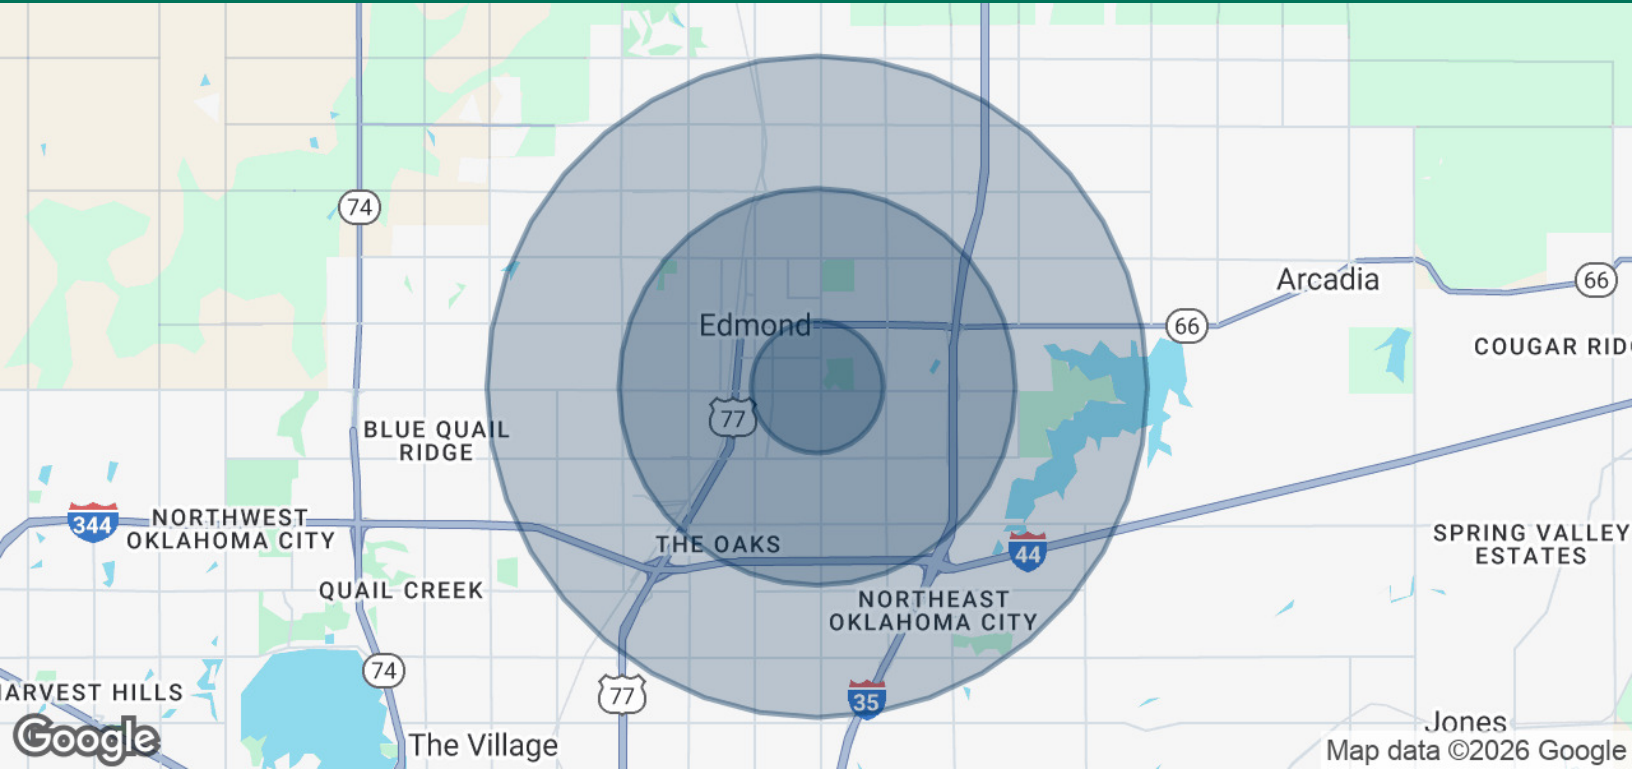 74
Arcadia
66
Edmond
66
COUGAR RID
77
BLUE QUAIL
RIDGE
344
NORTHWEST
OKLAHOMA CITY
THE OAKS
44
SPRING VALLEY
ESTATES
QUAIL CREEK
NORTHEAST
OKLAHOMA CITY
74
HARVEST HILLS
77
35
Google
The Village
Jones
Map data ©2026 Google